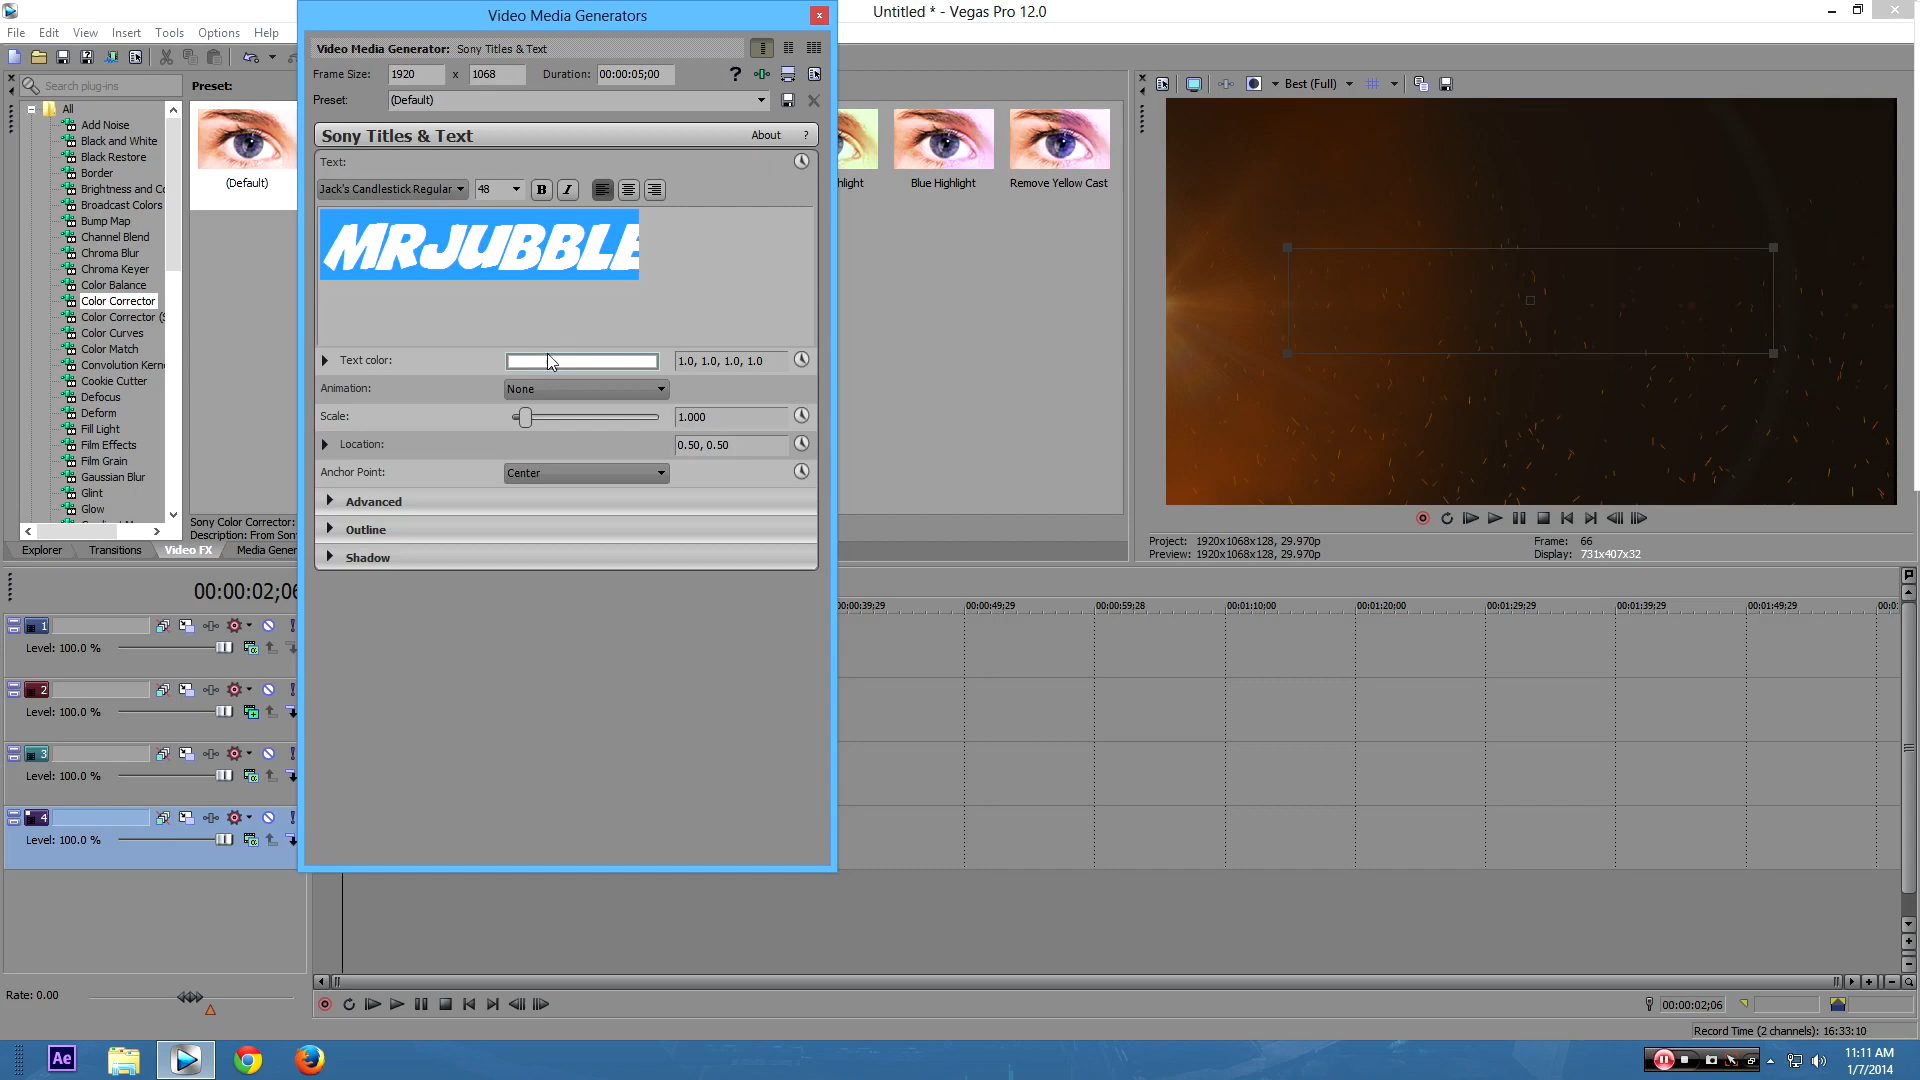 Video Media Generators
x
Untitled * - Vegas Pro 12.0
File Edit View Insert Tools Options Help
Video Media Generator: Sony Titles & Text
Frame Size: 1920 x 1068 Duration: 00:00:05;00 ?
Preset: (Default)
Search plug-ins
Preset:
Best (Full)
Sony Titles & Text About ?
Text:
Jack's Candlestick Regular 48 B I
MRJUBBLE
Text color: 1.0, 1.0, 1.0, 1.0
Animation: None
Scale: 1.000
Location: 0.50, 0.50
Anchor Point: Center
Advanced
Outline
Shadow
All
Add Noise
Black and White
Black Restore
Border
Brightness and Co
Broadcast Colors
Bump Map
Channel Blend
Chroma Blur
Chroma Keyer
Color Balance
Color Corrector
Color Corrector (S
Color Curves
Color Match
Convolution Kerne
Cookie Cutter
Defocus
Deform
Fill Light
Film Effects
Film Grain
Gaussian Blur
Glint
Glow
(Default)
hlight
Blue Highlight
Remove Yellow Cast
Sony Color Corrector:
Description: From Son
Explorer Transitions Video FX Media Gener
Project: 1920x1068x128, 29.970p
Preview: 1920x1068x128, 29.970p
Frame: 66
Display: 731x407x32
00:00:02;06
00:00:39;29 00:00:49;29 00:00:59;28 00:01:10;00 00:01:20;00 00:01:29;29 00:01:39;29 00:01:49;29 00:0
1
Level: 100.0 %
2
Level: 100.0 %
3
Level: 100.0 %
4
Level: 100.0 %
Rate: 0.00
00:00:02;06
Record Time (2 channels): 16:33:10
Ae
11:11 AM
1/7/2014